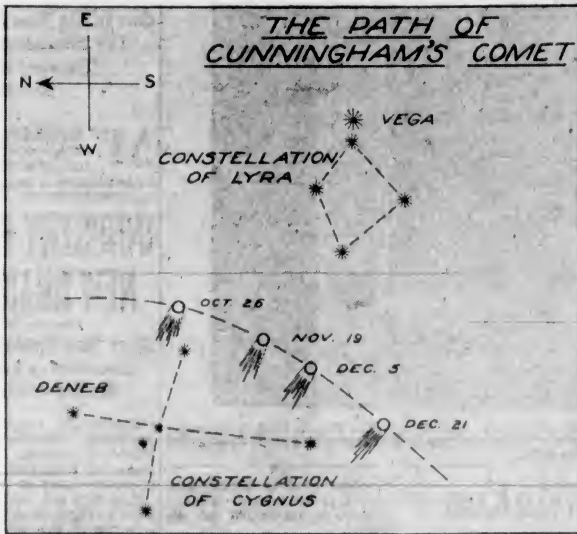 THE PATH OF
CUNNINGHAM'S COMET
E
N
S
W
VEGA
CONSTELLATION
OF LYRA
OCT. 26
NOV. 19
DEC. 5
DENEB
DEC. 21
CONSTELLATION
OF CYGNUS